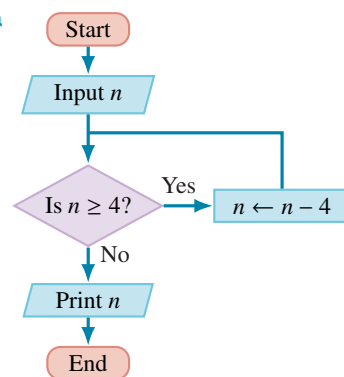 Start
Input n
Is n ≥ 4?
Yes
n ← n − 4
No
Print n
End